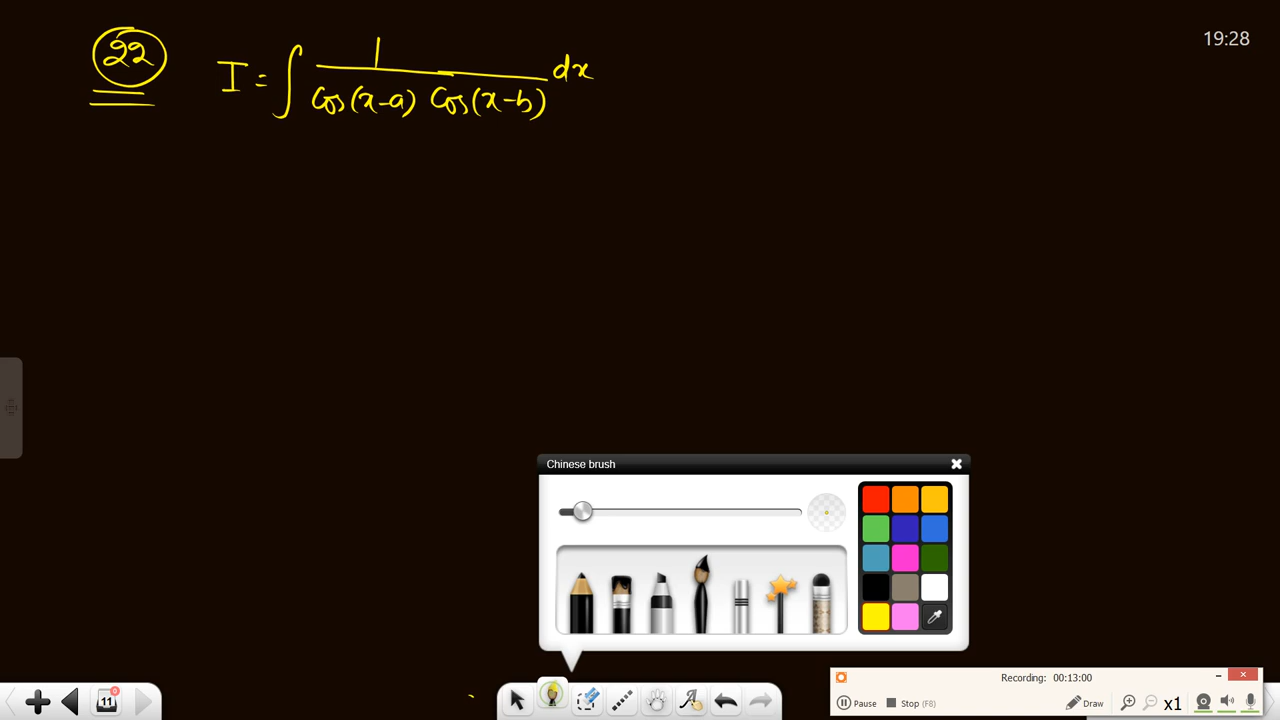 19:28
22 I = ∫ 1 / (Cos(x-a) Cos(x-b)) dx
Chinese brush
11
0
Recording: 00:13:00
Pause Stop (F8) Draw x1